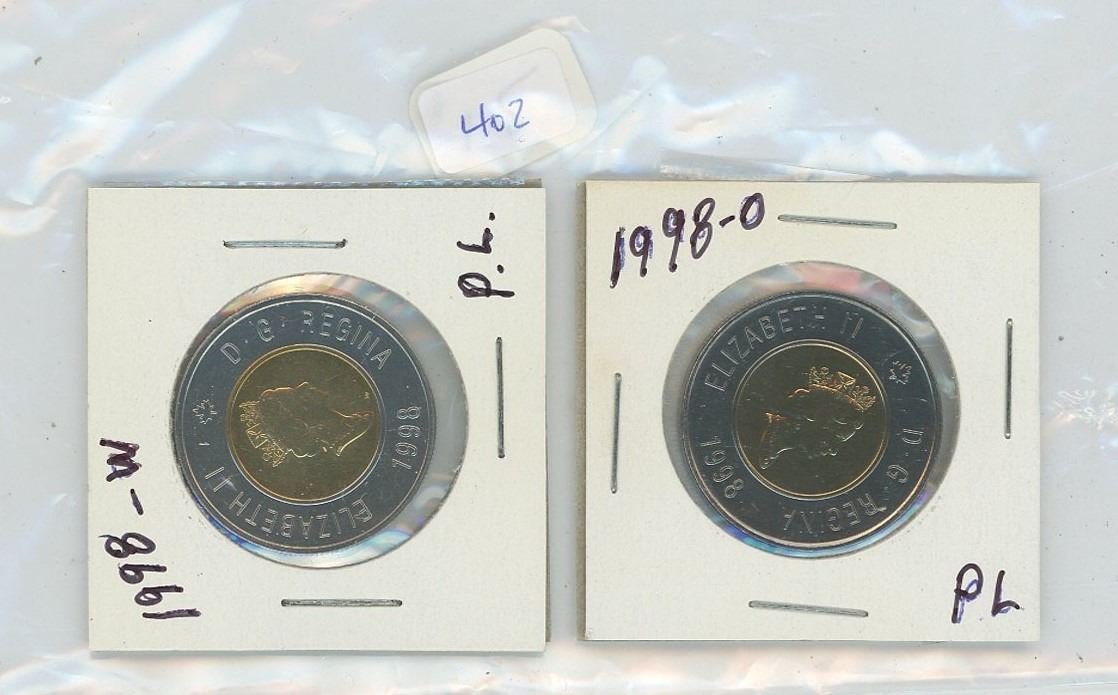 402
P.L.
1998-W
ELIZABETH II
D·G·REGINA
1998
1998-O
PL
ELIZABETH II
D·G·REGINA
1998